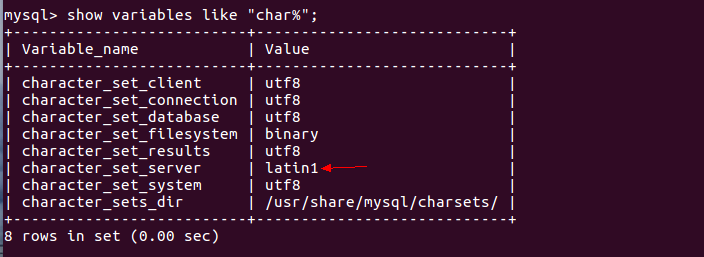 mysql> show variables like "char%";
+--------------------------+----------------------------+
| Variable_name            | Value                      |
+--------------------------+----------------------------+
| character_set_client     | utf8                       |
| character_set_connection | utf8                       |
| character_set_database   | utf8                       |
| character_set_filesystem | binary                     |
| character_set_results    | utf8                       |
| character_set_server     | latin1                     |
| character_set_system     | utf8                       |
| character_sets_dir       | /usr/share/mysql/charsets/ |
+--------------------------+----------------------------+
8 rows in set (0.00 sec)